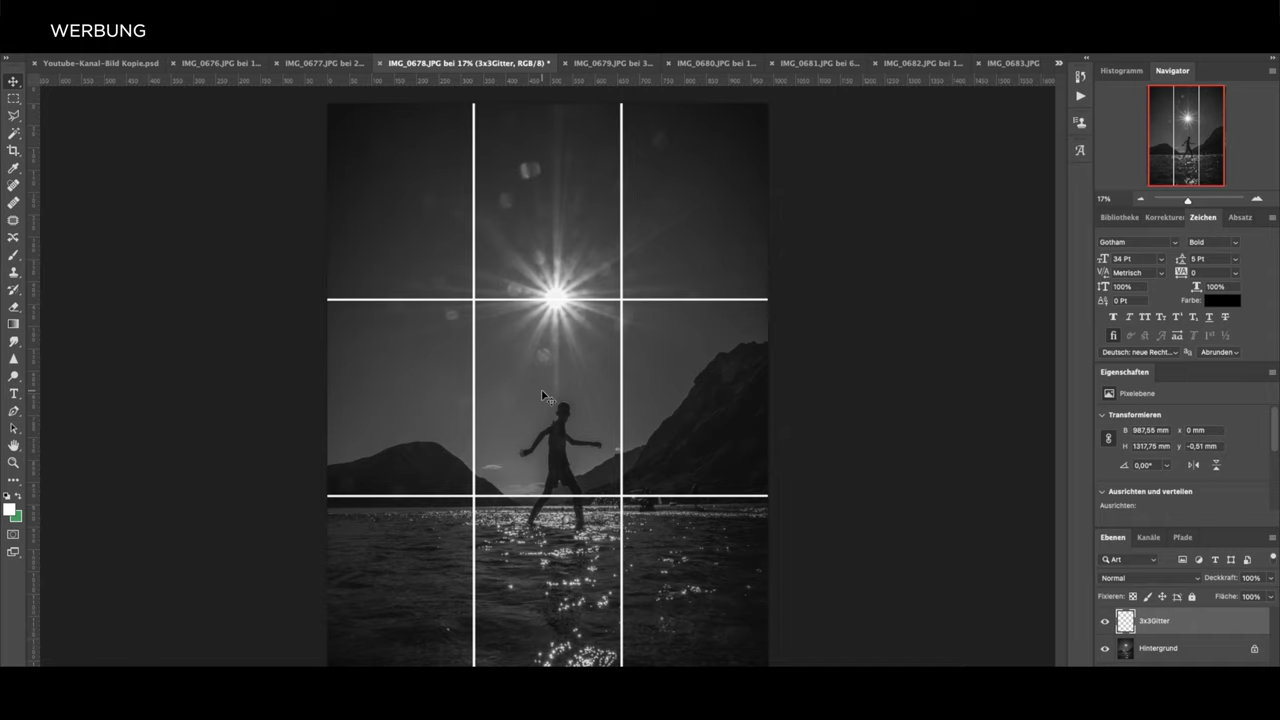 WERBUNG
Youtube-Kanal-Bild Kopie.psd
IMG_0676.JPG bei 1...
IMG_0677.JPG bei 2...
IMG_0678.JPG bei 17% (3x3Gitter, RGB/8) *
IMG_0679.JPG bei 3...
IMG_0680.JPG bei 1...
IMG_0681.JPG bei 6...
IMG_0682.JPG bei 1...
IMG_0683.JPG
Histogramm
Navigator
17%
Bibliotheke
Korrekture
Zeichen
Absatz
Gotham
Bold
34 Pt
5 Pt
Metrisch
0
100%
100%
0 Pt
Farbe:
Deutsch: neue Recht...
Abrunden
Eigenschaften
Pixelebene
Transformieren
B 987,55 mm x 0 mm
H 1317,75 mm y -0,51 mm
0,00°
Ausrichten und verteilen
Ausrichten:
Ebenen
Kanäle
Pfade
Art
Normal
Deckkraft: 100%
Fixieren:
Fläche: 100%
3x3Gitter
Hintergrund